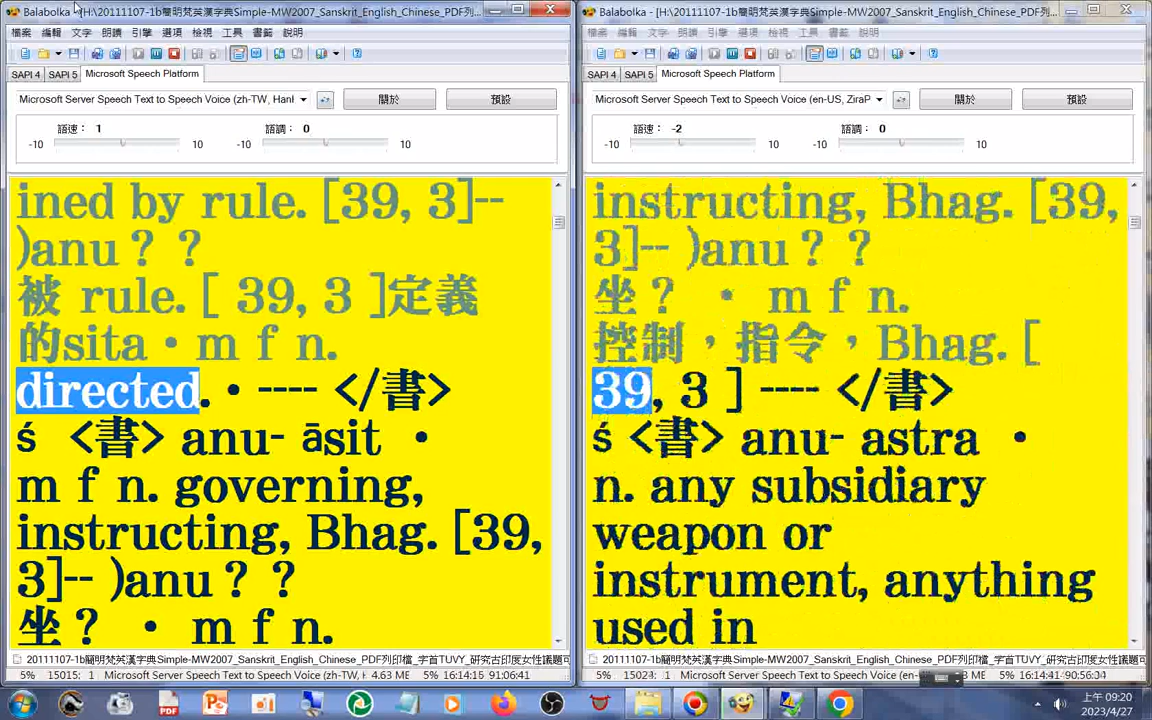 Balabolka - [H:\20111107-1b簡明梵英漢字典Simple-MW2007_Sanskrit_English_Chinese_PDF列...
檔案 編輯 文字 朗讀 引擎 選項 檢視 工具 書籤 說明
SAPI 4 SAPI 5 Microsoft Speech Platform
Microsoft Server Speech Text to Speech Voice (zh-TW, Hanl
關於 預設
語速： 1 語調： 0
-10 10 -10 10
ined by rule. [39, 3]--
)anu？？
被 rule. [ 39, 3 ]定義
的sita・m f n.
directed. • ---- </書>
ś <書> anu- āsit •
m f n. governing,
instructing, Bhag. [39,
3]-- )anu？？
坐？ • m f n.
20111107-1b簡明梵英漢字典Simple-MW2007_Sanskrit_English_Chinese_PDF列印檔_字首TUVY_研究古印度女性議題可
5% 15015: 1 Microsoft Server Speech Text to Speech Voice (zh-TW, H 4.63 ME 5% 16:14:15 91:06:41
Balabolka - [H:\20111107-1b簡明梵英漢字典Simple-MW2007_Sanskrit_English_Chinese_PDF列印...
檔案 編輯 文字 朗讀 引擎 選項 檢視 工具 書籤 說明
SAPI 4 SAPI 5 Microsoft Speech Platform
Microsoft Server Speech Text to Speech Voice (en-US, ZiraP
關於 預設
語速： -2 語調： 0
-10 10 -10 10
instructing, Bhag. [39,
3]-- )anu？？
坐？ • m f n.
控制，指令，Bhag. [
39, 3 ] ---- </書>
ś <書> anu- astra •
n. any subsidiary
weapon or
instrument, anything
used in
20111107-1b簡明梵英漢字典Simple-MW2007_Sanskrit_English_Chinese_PDF列印檔_字首TUVY_研究古印度女性議題可
5% 15024: 1 Microsoft Server Speech Text to Speech Voice 5% 16:14:41 90:56:04
上午 09:20
2023/4/27